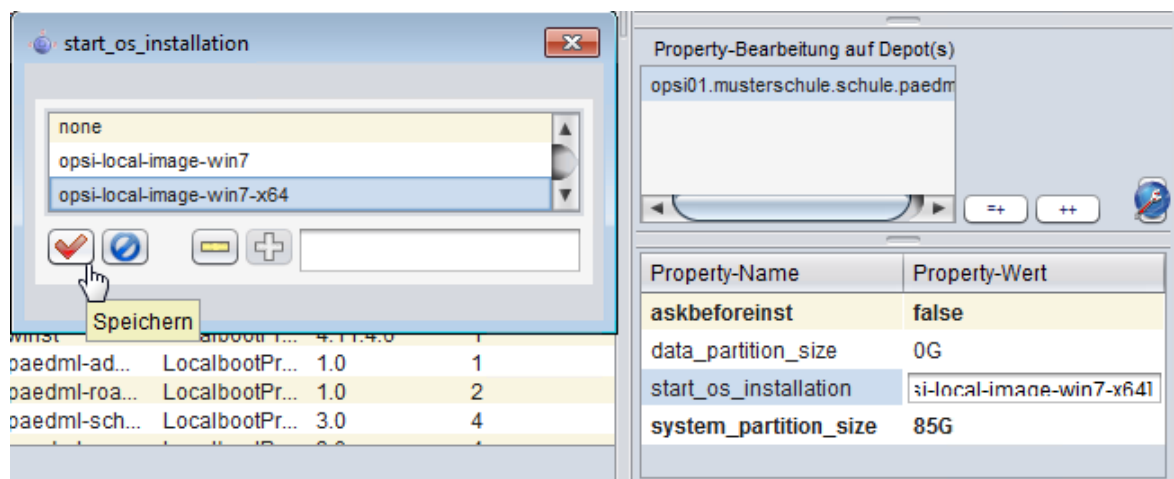 start_os_installation
none
opsi-local-image-win7
opsi-local-image-win7-x64
Speichern
paedml-ad... LocalbootPr... 1.0 1
paedml-roa... LocalbootPr... 1.0 2
paedml-sch... LocalbootPr... 3.0 4
Property-Bearbeitung auf Depot(s)
opsi01.musterschule.schule.paedm
=+ ++
Property-Name Property-Wert
askbeforeinst false
data_partition_size 0G
start_os_installation si-local-image-win7-x64]
system_partition_size 85G